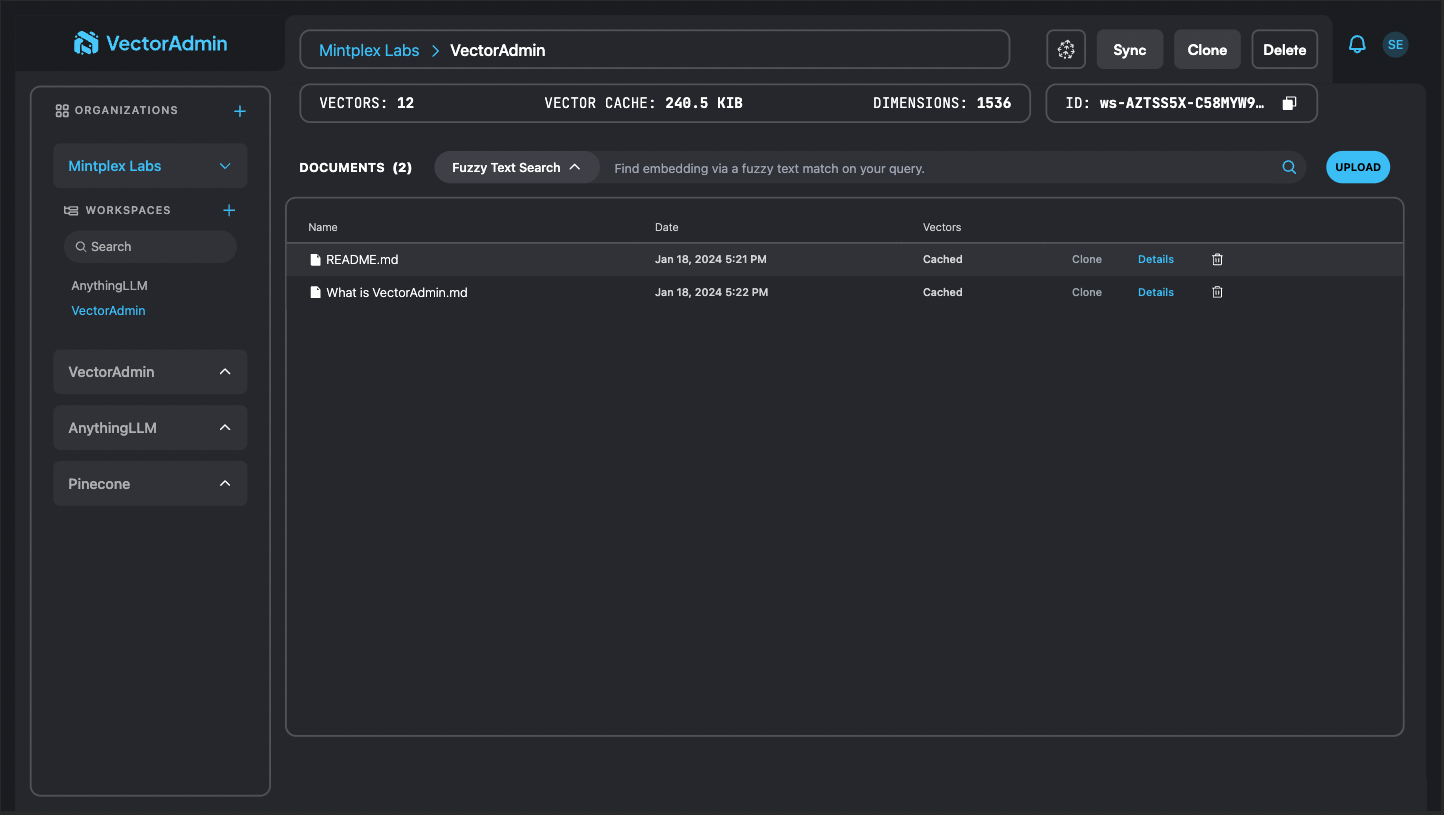 VectorAdmin
Mintplex Labs > VectorAdmin
Sync
Clone
Delete
SE
ORGANIZATIONS +
Mintplex Labs
WORKSPACES +
Search
AnythingLLM
VectorAdmin
VectorAdmin
AnythingLLM
Pinecone
VECTORS: 12 VECTOR CACHE: 240.5 KIB DIMENSIONS: 1536
ID: ws-AZTSS5X-C58MYW9…
DOCUMENTS (2)
Fuzzy Text Search
Find embedding via a fuzzy text match on your query.
UPLOAD
Name Date Vectors
README.md Jan 18, 2024 5:21 PM Cached Clone Details
What is VectorAdmin.md Jan 18, 2024 5:22 PM Cached Clone Details